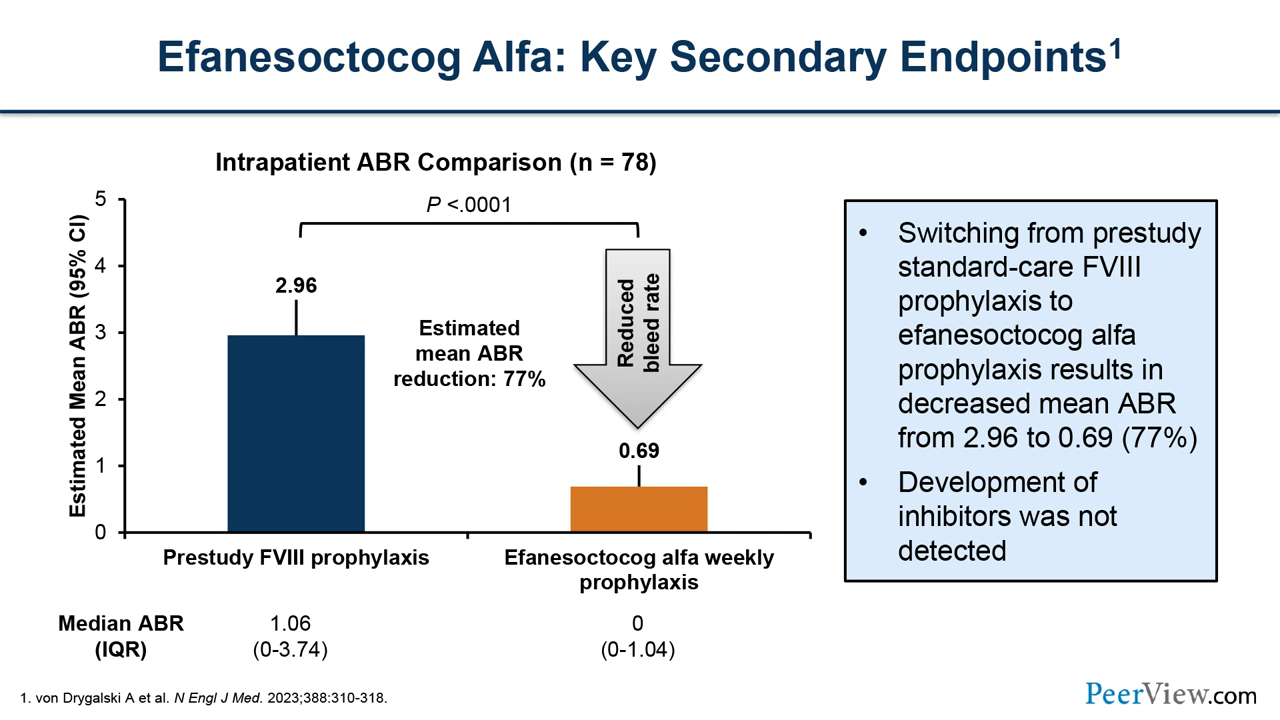 Efanesoctocog Alfa: Key Secondary Endpoints1
Intrapatient ABR Comparison (n = 78)
Estimated Mean ABR (95% CI)
5
4
3
2
1
0
P <.0001
2.96
Estimated
mean ABR
reduction: 77%
Reduced
bleed rate
0.69
Prestudy FVIII prophylaxis
Efanesoctocog alfa weekly
prophylaxis
Median ABR
(IQR)
1.06
(0-3.74)
0
(0-1.04)
• Switching from prestudy
standard-care FVIII
prophylaxis to
efanesoctocog alfa
prophylaxis results in
decreased mean ABR
from 2.96 to 0.69 (77%)
• Development of
inhibitors was not
detected
1. von Drygalski A et al. N Engl J Med. 2023;388:310-318.
PeerView.com